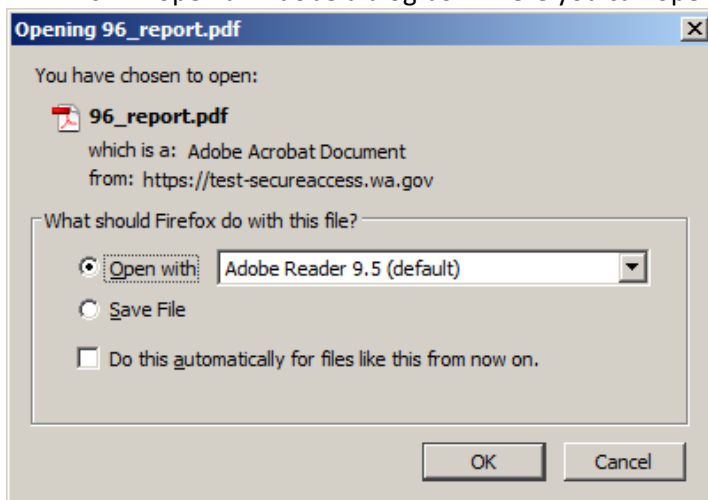 Opening 96_report.pdf
You have chosen to open:
96_report.pdf
which is a: Adobe Acrobat Document
from: https://test-secureaccess.wa.gov
What should Firefox do with this file?
Open with Adobe Reader 9.5 (default)
Save File
Do this automatically for files like this from now on.
OK Cancel